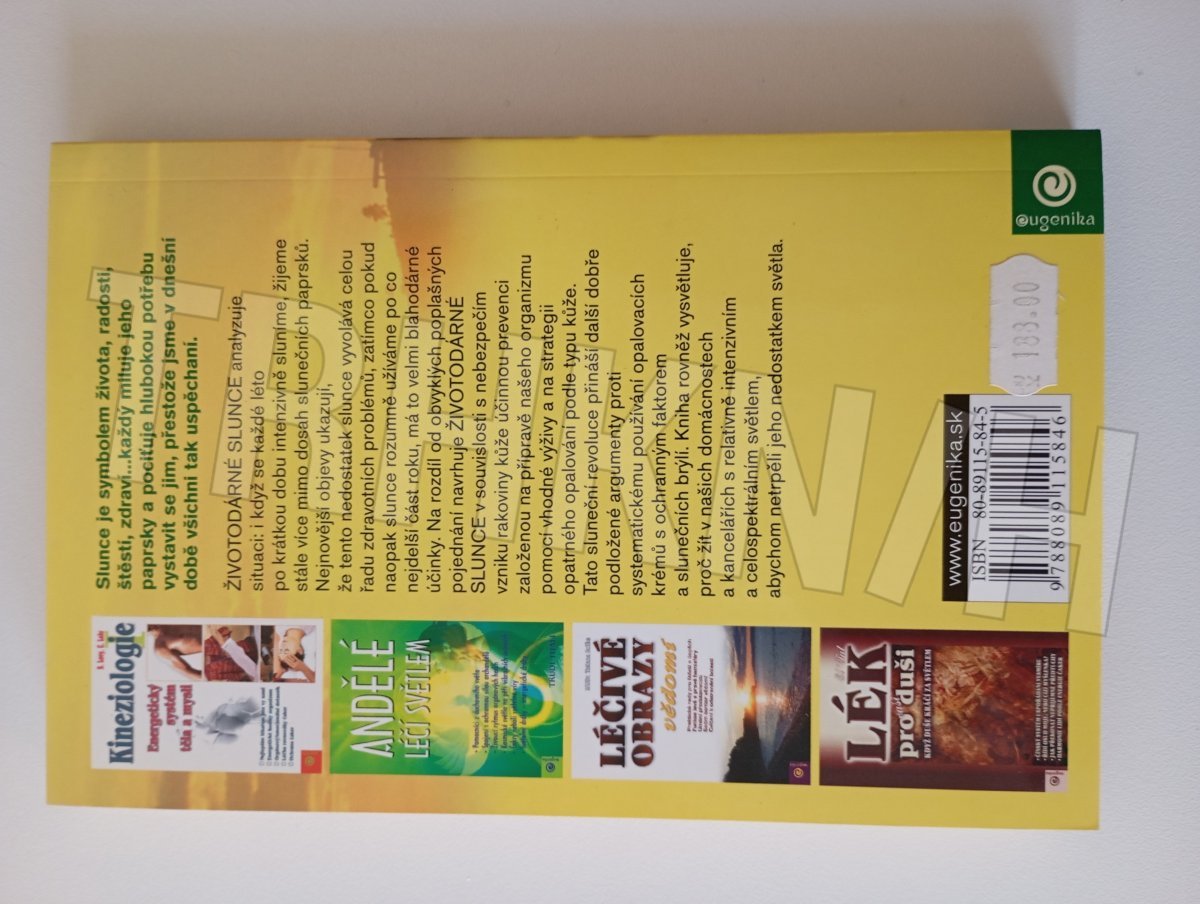 Slunce je symbolem života, radosti,
štěstí, zdraví...každý miluje jeho
paprsky a pociťuje hlubokou potřebu
vystavit se jim, přestože jsme v dnešní
době všichni tak uspěchaní.
ŽIVOTODÁRNÉ SLUNCE analyzuje
situaci: i když se každé léto
po krátkou dobu intenzivně sluníme, žijeme
stále více mimo dosah slunečních paprsků.
Nejnovější objevy ukazují,
že tento nedostatek slunce vyvolává celou
řadu zdravotních problémů, zatímco pokud
naopak slunce rozumně užíváme po co
nejdelší část roku, má to velmi blahodárné
účinky. Na rozdíl od obvyklých poplašných
pojednání navrhuje ŽIVOTODÁRNÉ
SLUNCE v souvislosti s nebezpečím
vzniku rakoviny kůže účinnou prevenci
založenou na přípravě našeho organizmu
pomocí vhodné výživy a na strategii
opatrného opalování podle typu kůže.
Tato sluneční revoluce přináší další dobře
podložené argumenty proti
systematickému používání opalovacích
krémů s ochranným faktorem
a slunečních brýlí. Kniha rovněž vysvětluje,
proč žít v našich domácnostech
a kancelářích s relativně intenzivním
a celospektrálním světlem,
abychom netrpěli jeho nedostatkem světla.
Kineziologie
Energetický
systém
těla a mysli
ANDĚLÉ
LÉČÍ SVĚTLEM
LÉČIVÉ
OBRAZY
vědomí
LÉK
pro duši
KDYŽ DUŠE KRÁČÍ ZA SVĚTLEM
www.eugenika.sk
ISBN 80-89115-84-5
9 788089 115846
188.00
eugenika